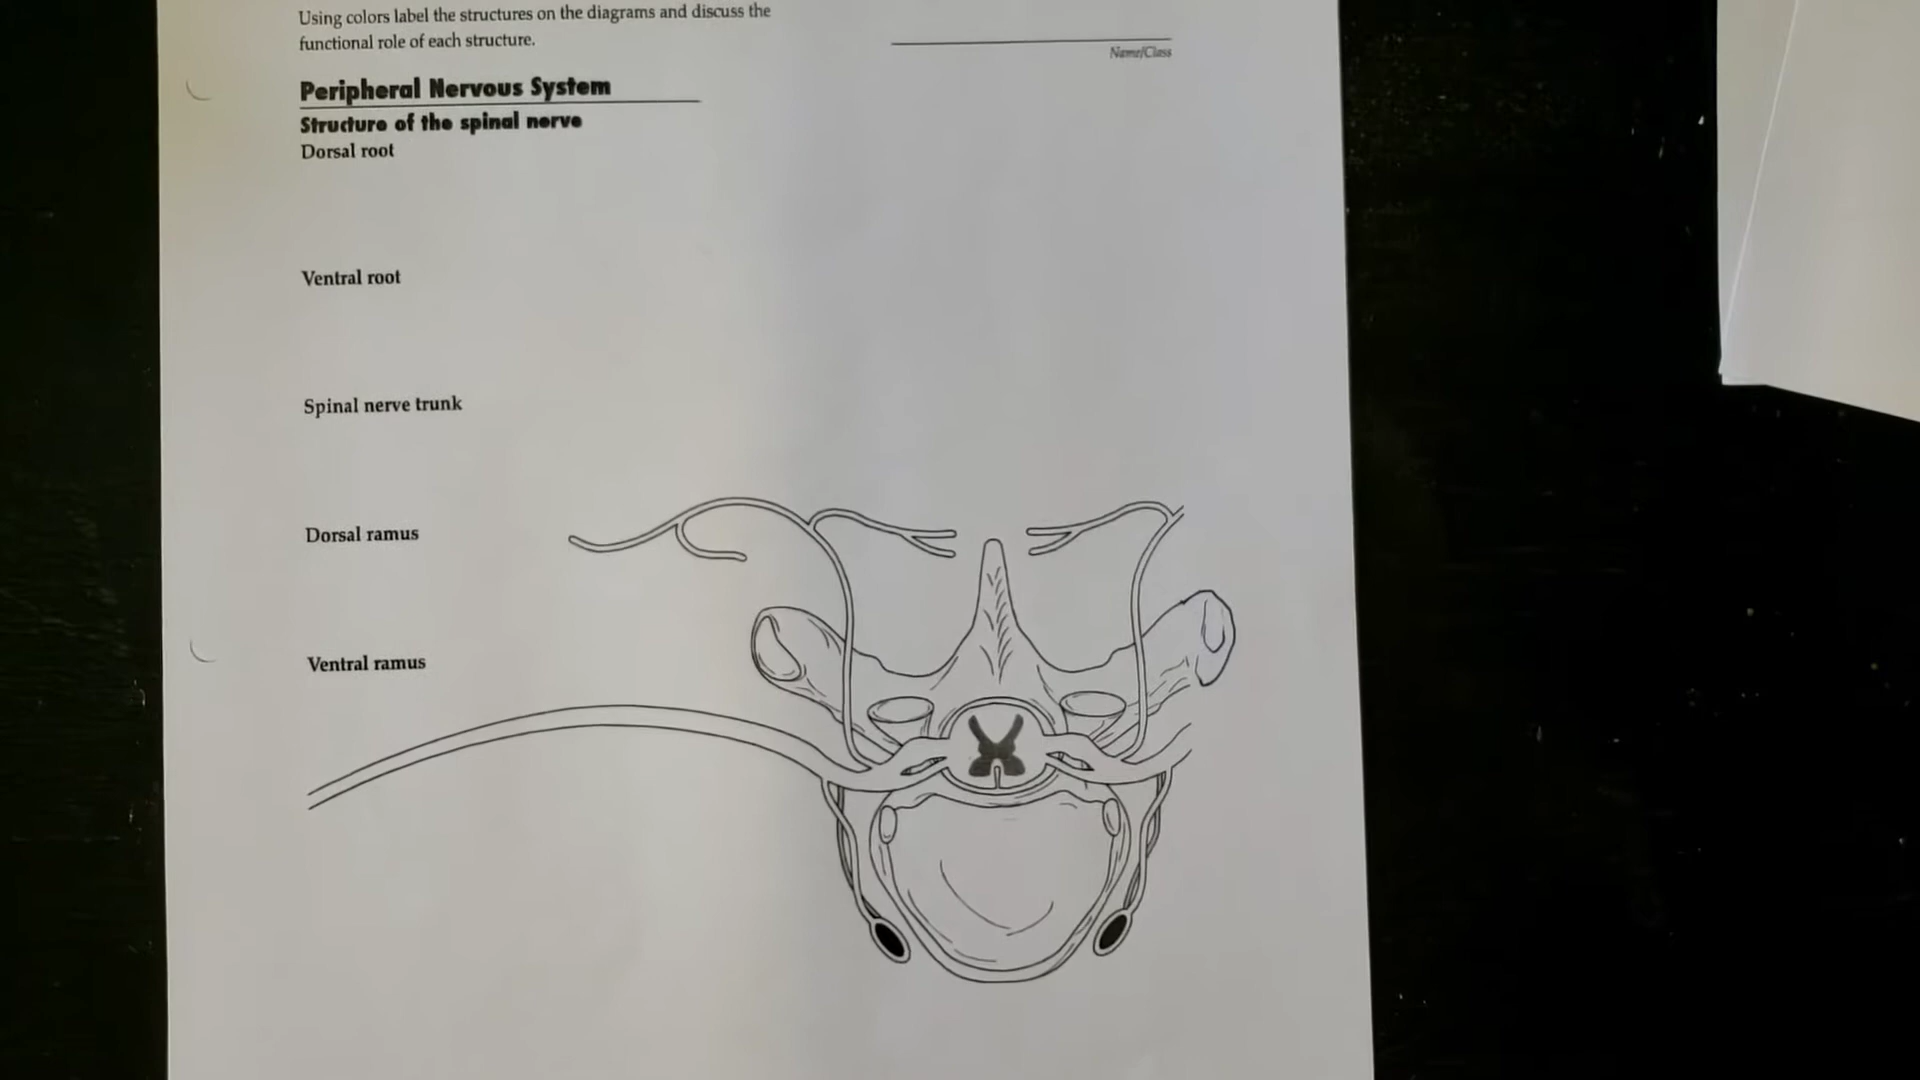 Using colors label the structures on the diagrams and discuss the
functional role of each structure.
Name/Class
Peripheral Nervous System
Structure of the spinal nerve
Dorsal root
Ventral root
Spinal nerve trunk
Dorsal ramus
Ventral ramus